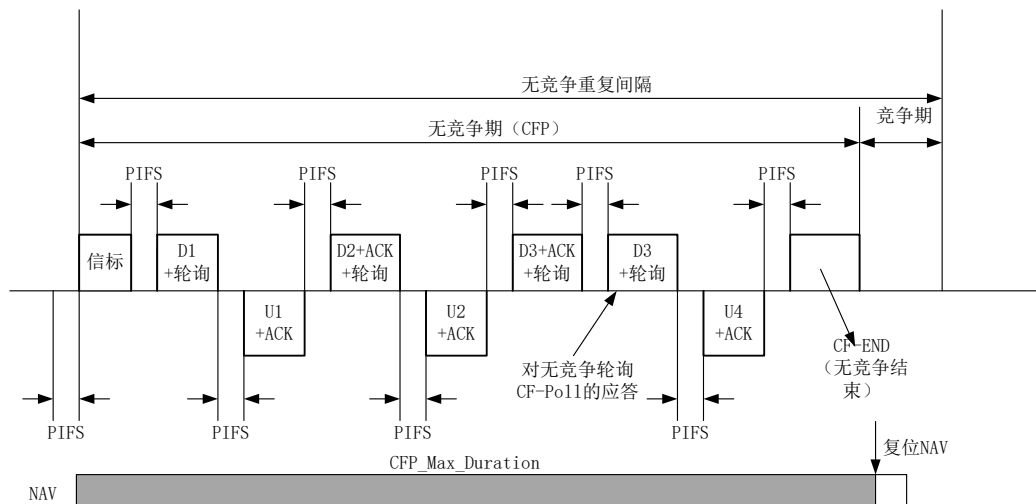 无竞争重复间隔
竞争期
无竞争期（CFP）
PIFS
PIFS
PIFS
PIFS
PIFS
信标
D1
+轮询
D2+ACK
+轮询
D3+ACK
+轮询
D3
+轮询
U1
+ACK
U2
+ACK
U4
+ACK
对无竞争轮询
CF-Poll的应答
CF-END
（无竞争结
束）
PIFS
PIFS
PIFS
PIFS
CFP_Max_Duration
复位NAV
NAV